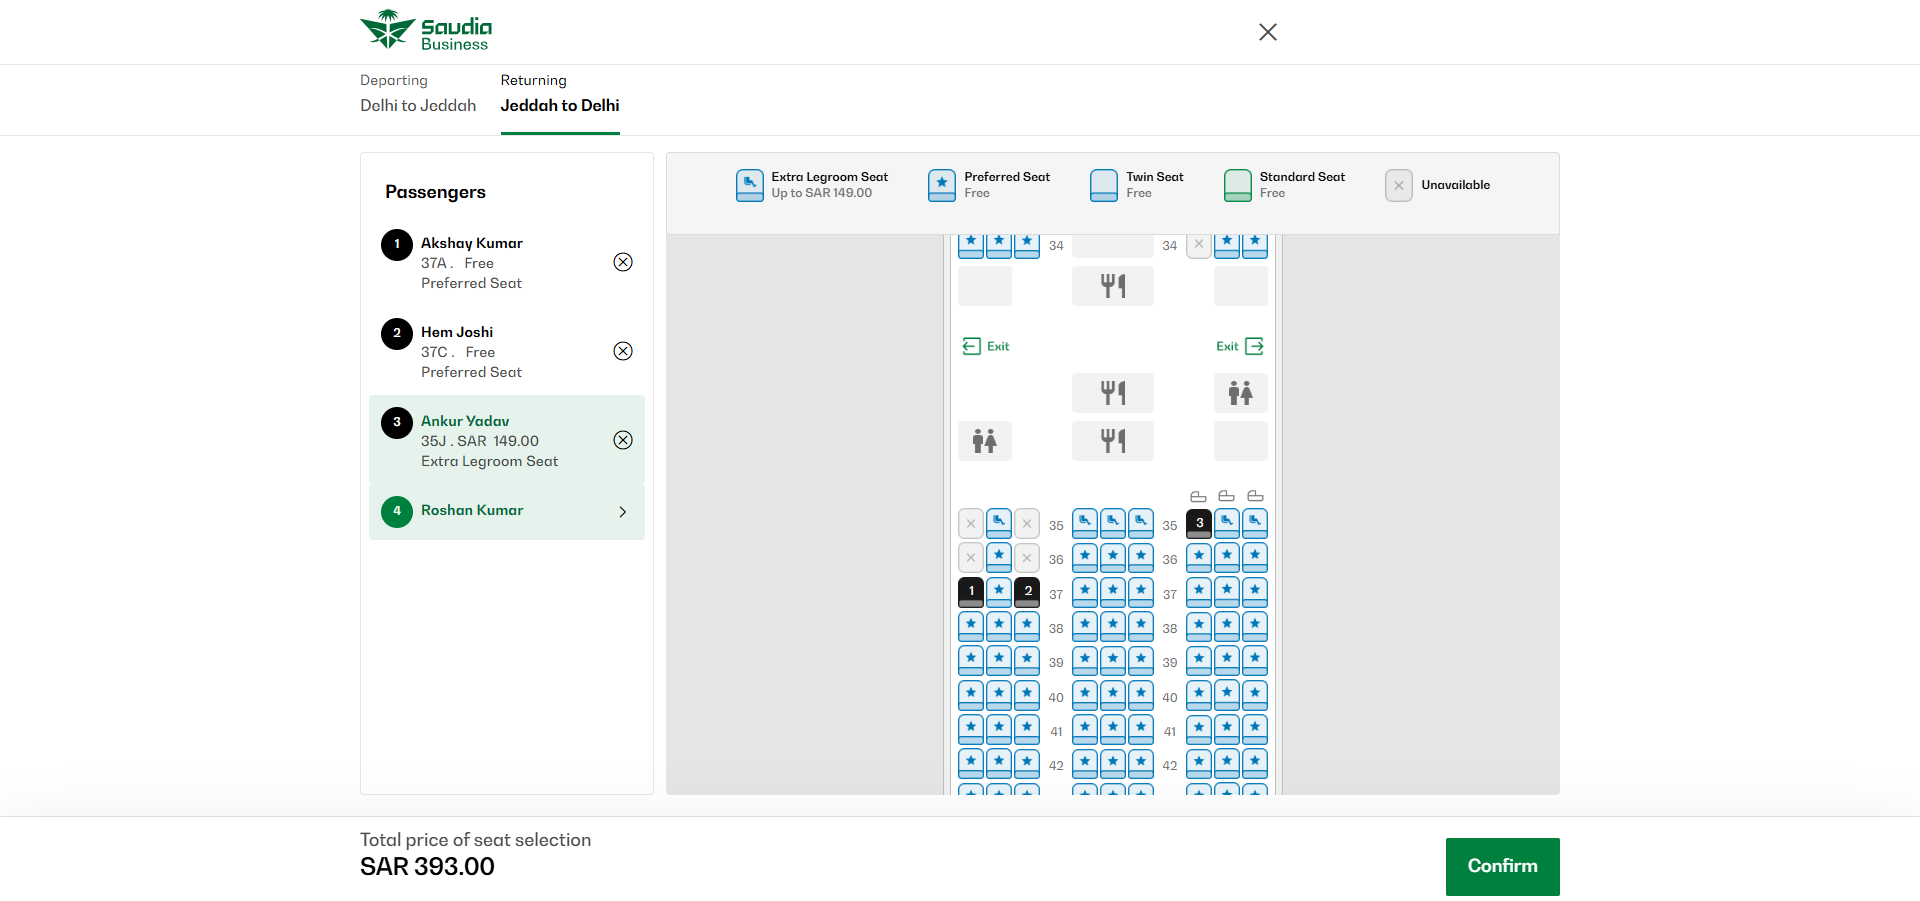 Saudia
Business
Departing
Delhi to Jeddah
Returning
Jeddah to Delhi
Passengers
1
Akshay Kumar
37A . Free
Preferred Seat
2
Hem Joshi
37C . Free
Preferred Seat
3
Ankur Yadav
35J . SAR 149.00
Extra Legroom Seat
4
Roshan Kumar
Extra Legroom Seat
Up to SAR 149.00
Preferred Seat
Free
Twin Seat
Free
Standard Seat
Free
Unavailable
34 34
Exit Exit
35 35 3
36 36
1 2 37 37
38 38
39 39
40 40
41 41
42 42
Total price of seat selection
SAR 393.00
Confirm